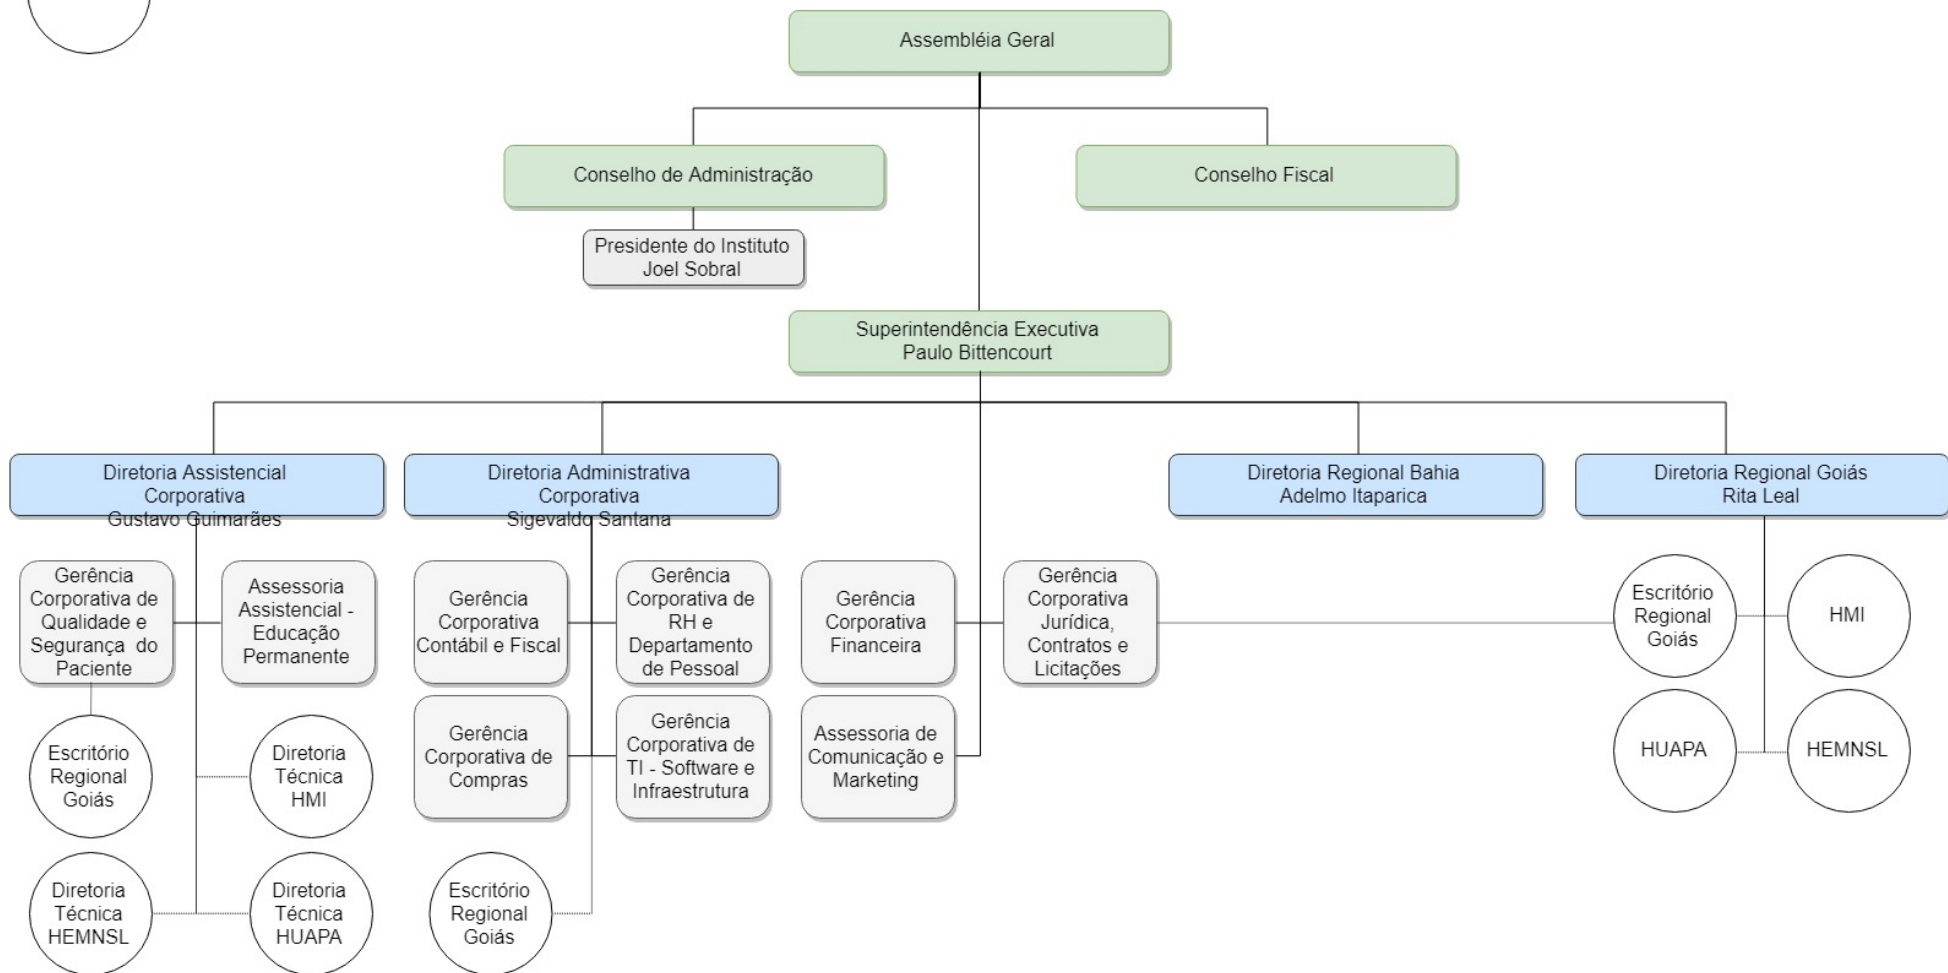 Assembléia Geral
Conselho de Administração
Conselho Fiscal
Presidente do Instituto
Joel Sobral
Superintendência Executiva
Paulo Bittencourt
Diretoria Assistencial
Corporativa
Gustavo Guimarães
Diretoria Administrativa
Corporativa
Sigevaldo Santana
Diretoria Regional Bahia
Adelmo Itaparica
Diretoria Regional Goiás
Rita Leal
Gerência
Corporativa de
Qualidade e
Segurança do
Paciente
Assessoria
Assistencial -
Educação
Permanente
Gerência
Corporativa
Contábil e Fiscal
Gerência
Corporativa de
RH e
Departamento
de Pessoal
Gerência
Corporativa
Financeira
Gerência
Corporativa
Jurídica,
Contratos e
Licitações
Escritório
Regional
Goiás
HMI
Escritório
Regional
Goiás
Diretoria
Técnica
HMI
Gerência
Corporativa de
Compras
Gerência
Corporativa de
TI - Software e
Infraestrutura
Assessoria de
Comunicação e
Marketing
HUAPA
HEMNSL
Diretoria
Técnica
HEMNSL
Diretoria
Técnica
HUAPA
Escritório
Regional
Goiás